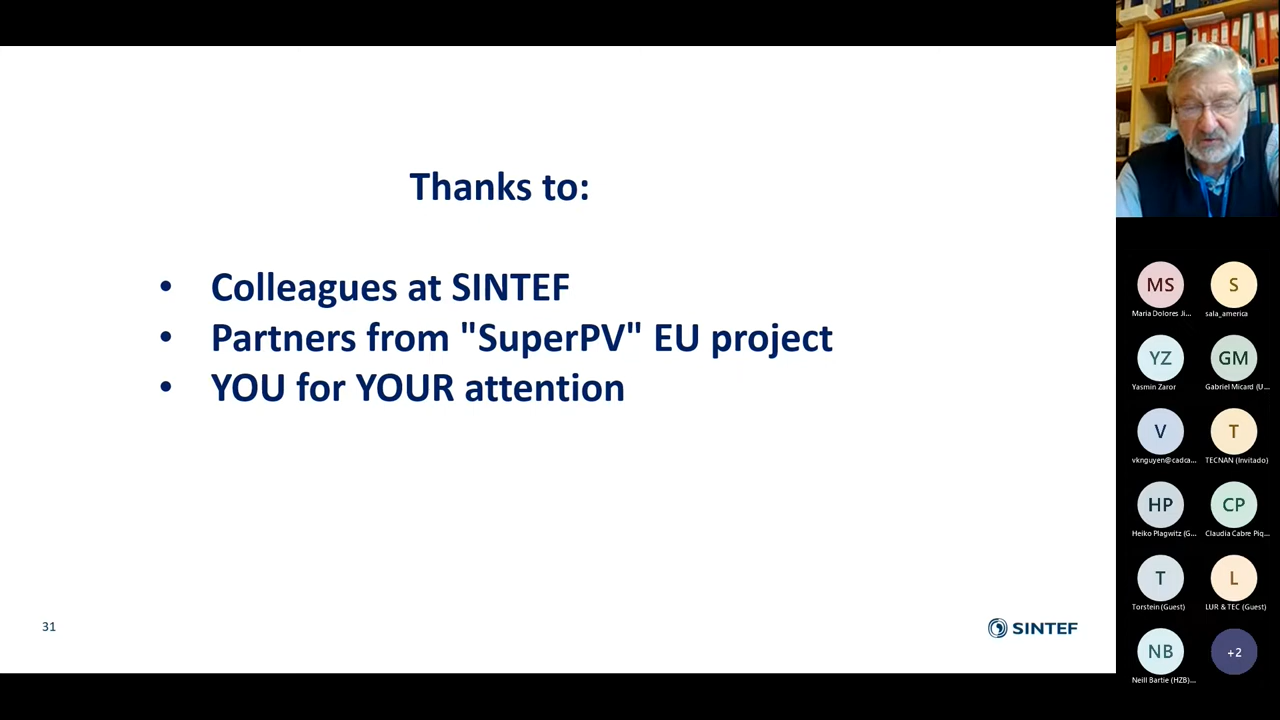 Thanks to:
• Colleagues at SINTEF
• Partners from "SuperPV" EU project
• YOU for YOUR attention
31
SINTEF
MS
S
Maria Dolores Ji...
sala_america
YZ
GM
Yasmin Zaror
Gabriel Micard (U...
V
T
vknguyen@cadca...
TECNAN (Invitado)
HP
CP
Heiko Plagwitz (G...
Claudia Cabre Piq...
T
L
Torstein (Guest)
LUR & TEC (Guest)
NB
+2
Neill Bartie (HZB)...